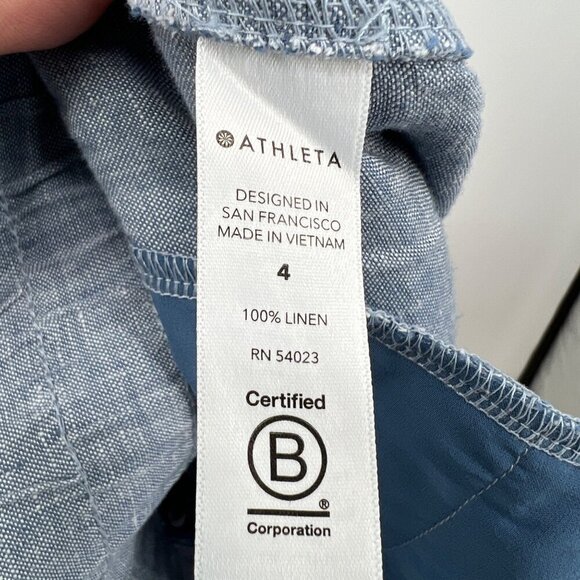 ATHLETA
DESIGNED IN
SAN FRANCISCO
MADE IN VIETNAM
4
100% LINEN
RN 54023
Certified
B
®
Corporation